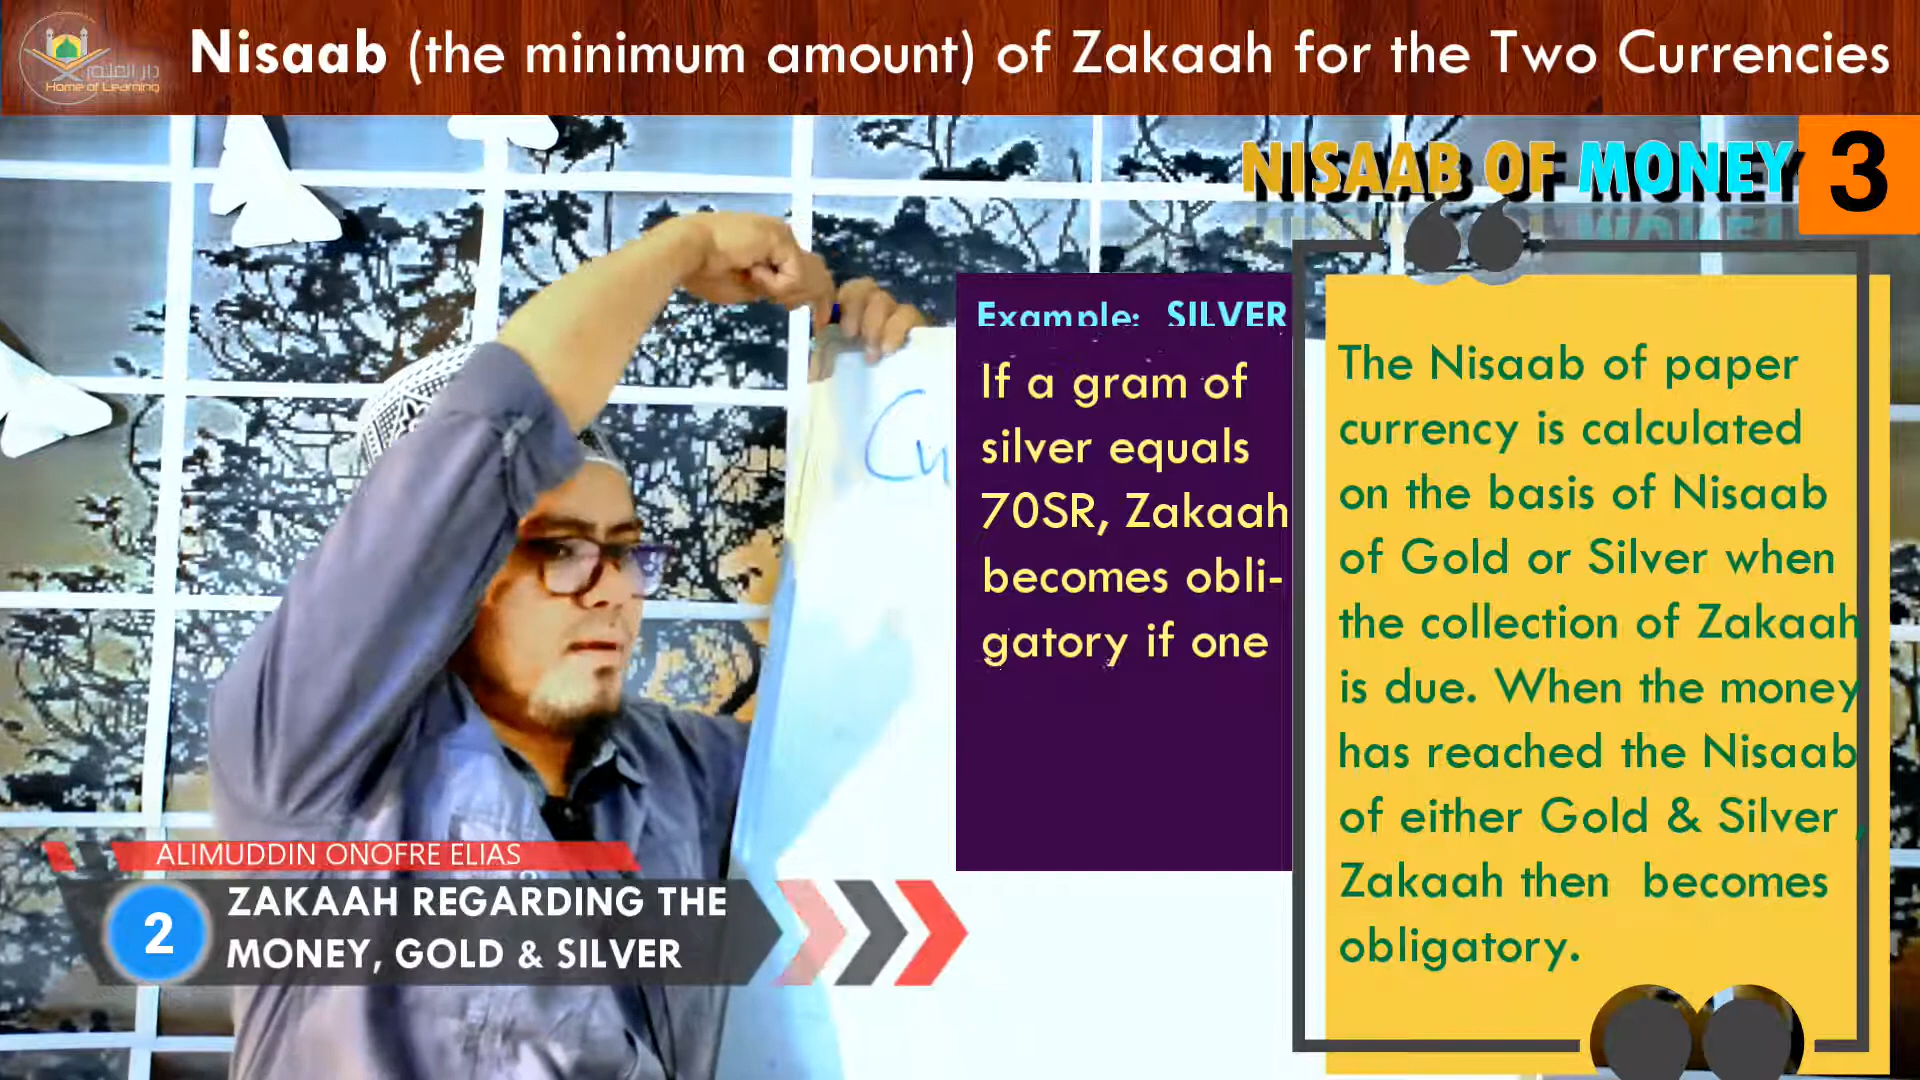 Nisaab (the minimum amount) of Zakaah for the Two Currencies
دار العلوم
Home of Learning
NISAAB OF MONEY
3
Example: SILVER
If a gram of
silver equals
70SR, Zakaah
becomes obli-
gatory if one
The Nisaab of paper
currency is calculated
on the basis of Nisaab
of Gold or Silver when
the collection of Zakaah
is due. When the money
has reached the Nisaab
of either Gold & Silver ,
Zakaah then becomes
obligatory.
Cu
ALIMUDDIN ONOFRE ELIAS
2
ZAKAAH REGARDING THE
MONEY, GOLD & SILVER